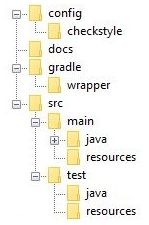 config
checkstyle
docs
gradle
wrapper
src
main
java
resources
test
java
resources